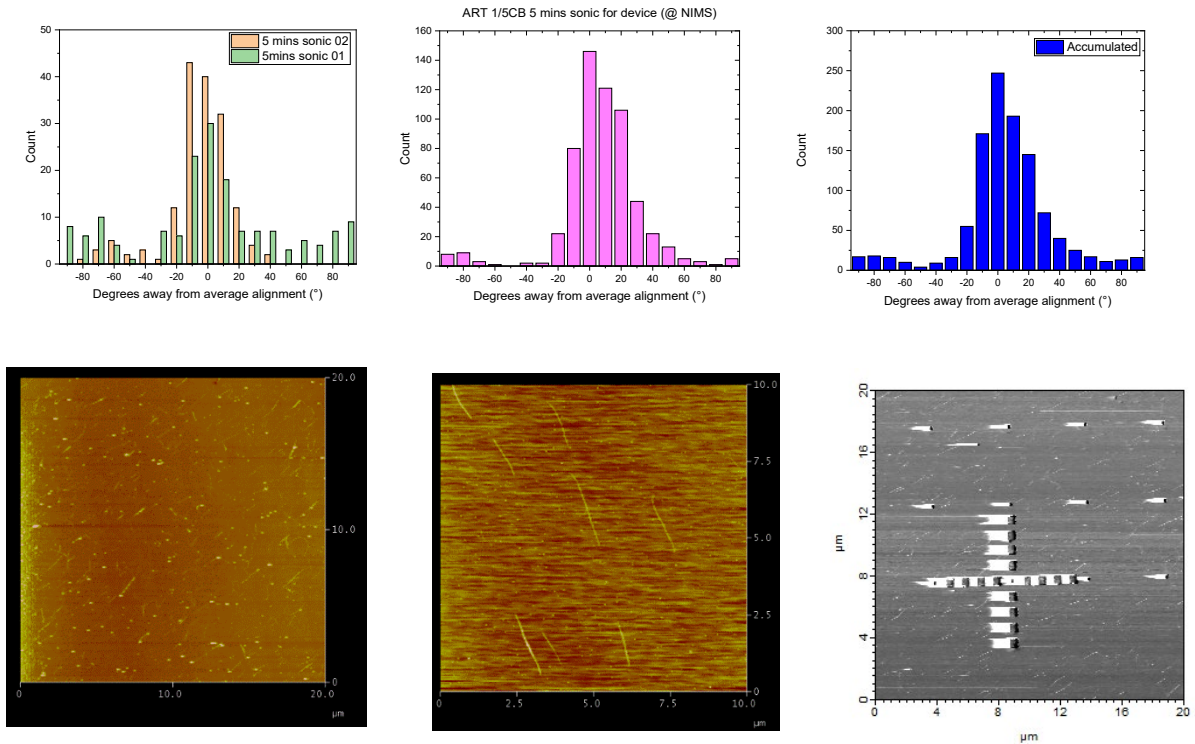 ART 1/5CB 5 mins sonic for device (@ NIMS)
50
40
30
20
10
0
Count
5 mins sonic 02
5mins sonic 01
-80 -60 -40 -20 0 20 40 60 80
Degrees away from average alignment (°)
160
140
120
100
80
60
40
20
0
Count
-80 -60 -40 -20 0 20 40 60 80
Degrees away from average alignment (°)
300
250
200
150
100
50
0
Count
Accumulated
-80 -60 -40 -20 0 20 40 60 80
Degrees away from average alignment (°)
20.0
10.0
0
0 10.0 20.0
µm
10.0
7.5
5.0
2.5
0
0 2.5 5.0 7.5 10.0
µm
20
16
12
8
4
0
µm
0 4 8 12 16 20
µm